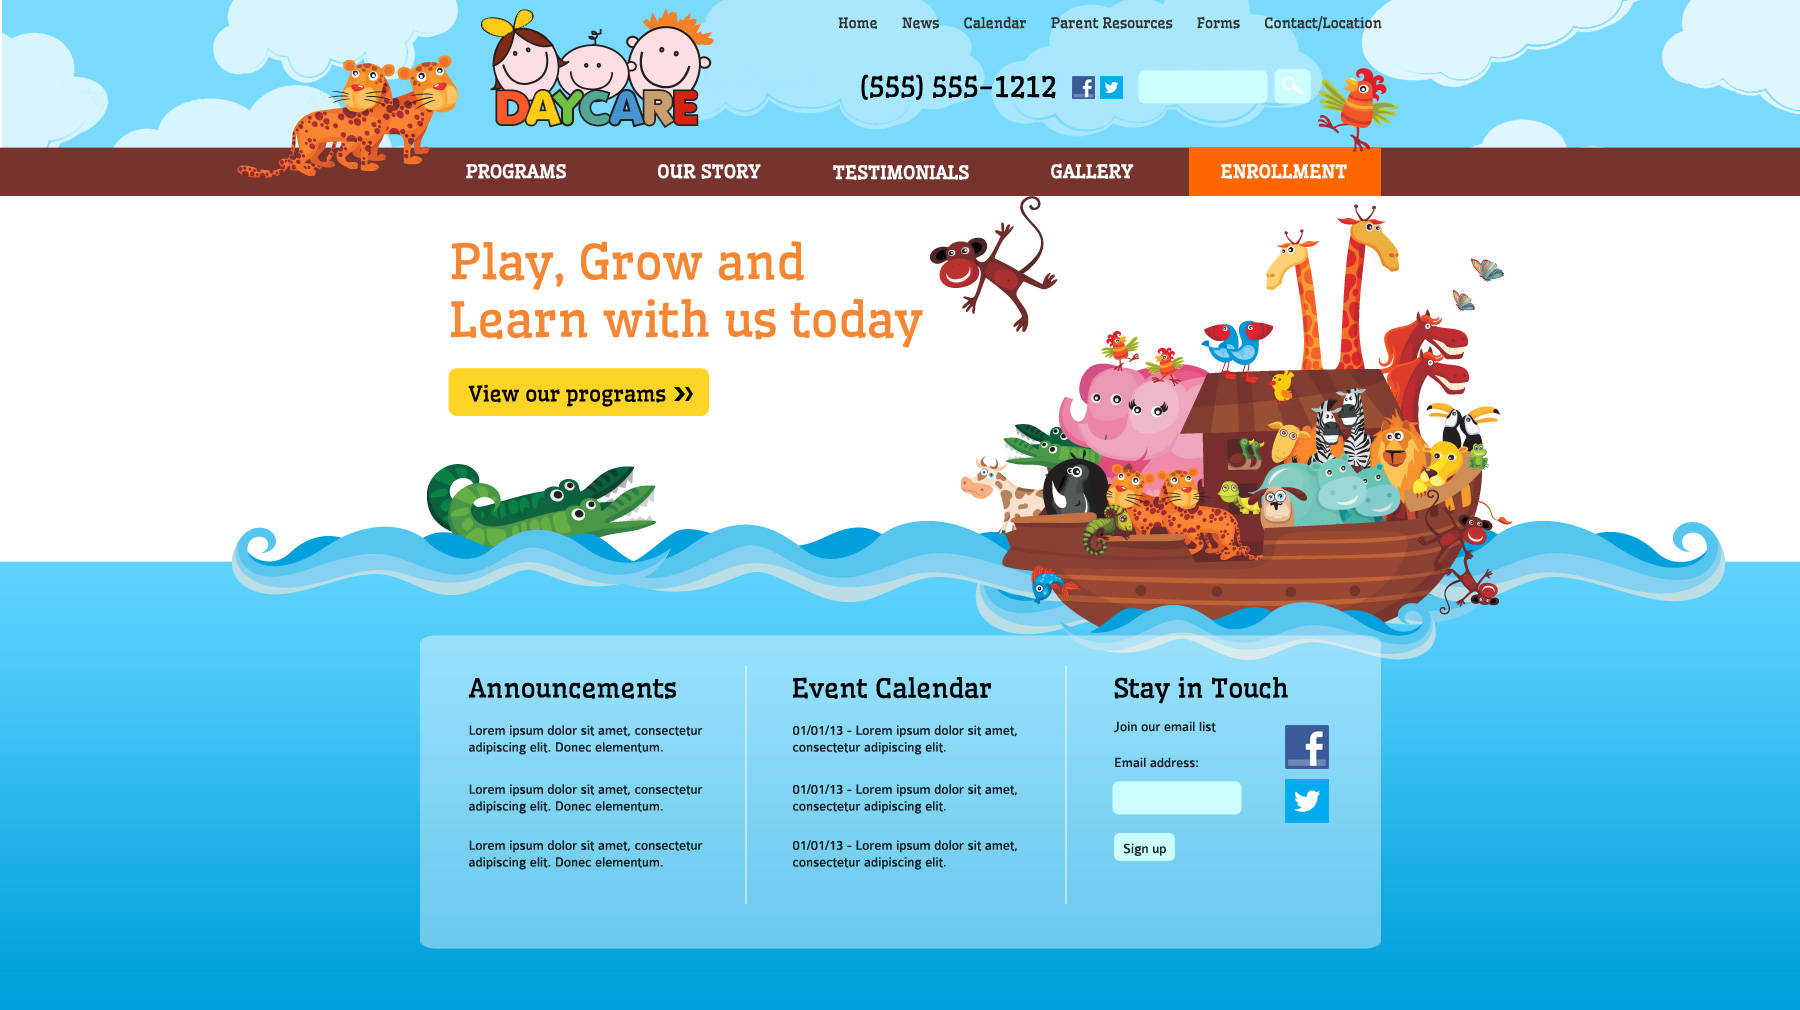 Home News Calendar Parent Resources Forms Contact/Location
DAYCARE
(555) 555-1212
PROGRAMS OUR STORY TESTIMONIALS GALLERY ENROLLMENT
Play, Grow and
Learn with us today
View our programs »
Announcements
Lorem ipsum dolor sit amet, consectetur
adipiscing elit. Donec elementum.
Lorem ipsum dolor sit amet, consectetur
adipiscing elit. Donec elementum.
Lorem ipsum dolor sit amet, consectetur
adipiscing elit. Donec elementum.
Event Calendar
01/01/13 - Lorem ipsum dolor sit amet,
consectetur adipiscing elit.
01/01/13 - Lorem ipsum dolor sit amet,
consectetur adipiscing elit.
01/01/13 - Lorem ipsum dolor sit amet,
consectetur adipiscing elit.
Stay in Touch
Join our email list
Email address:
Sign up